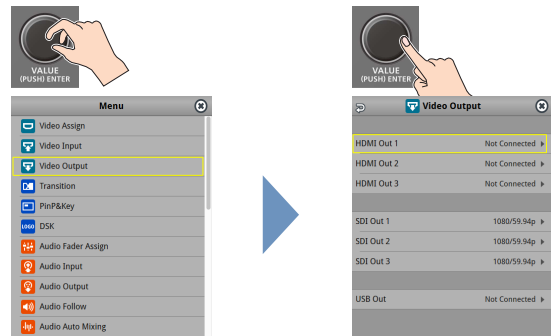 VALUE
(PUSH) ENTER
Menu
Video Assign
Video Input
Video Output
Transition
PinP&Key
LOGO DSK
Audio Fader Assign
Audio Input
Audio Output
Audio Follow
Audio Auto Mixing
VALUE
(PUSH) ENTER
Video Output
HDMI Out 1 Not Connected
HDMI Out 2 Not Connected
HDMI Out 3 Not Connected
SDI Out 1 1080/59.94p
SDI Out 2 1080/59.94p
SDI Out 3 1080/59.94p
USB Out Not Connected